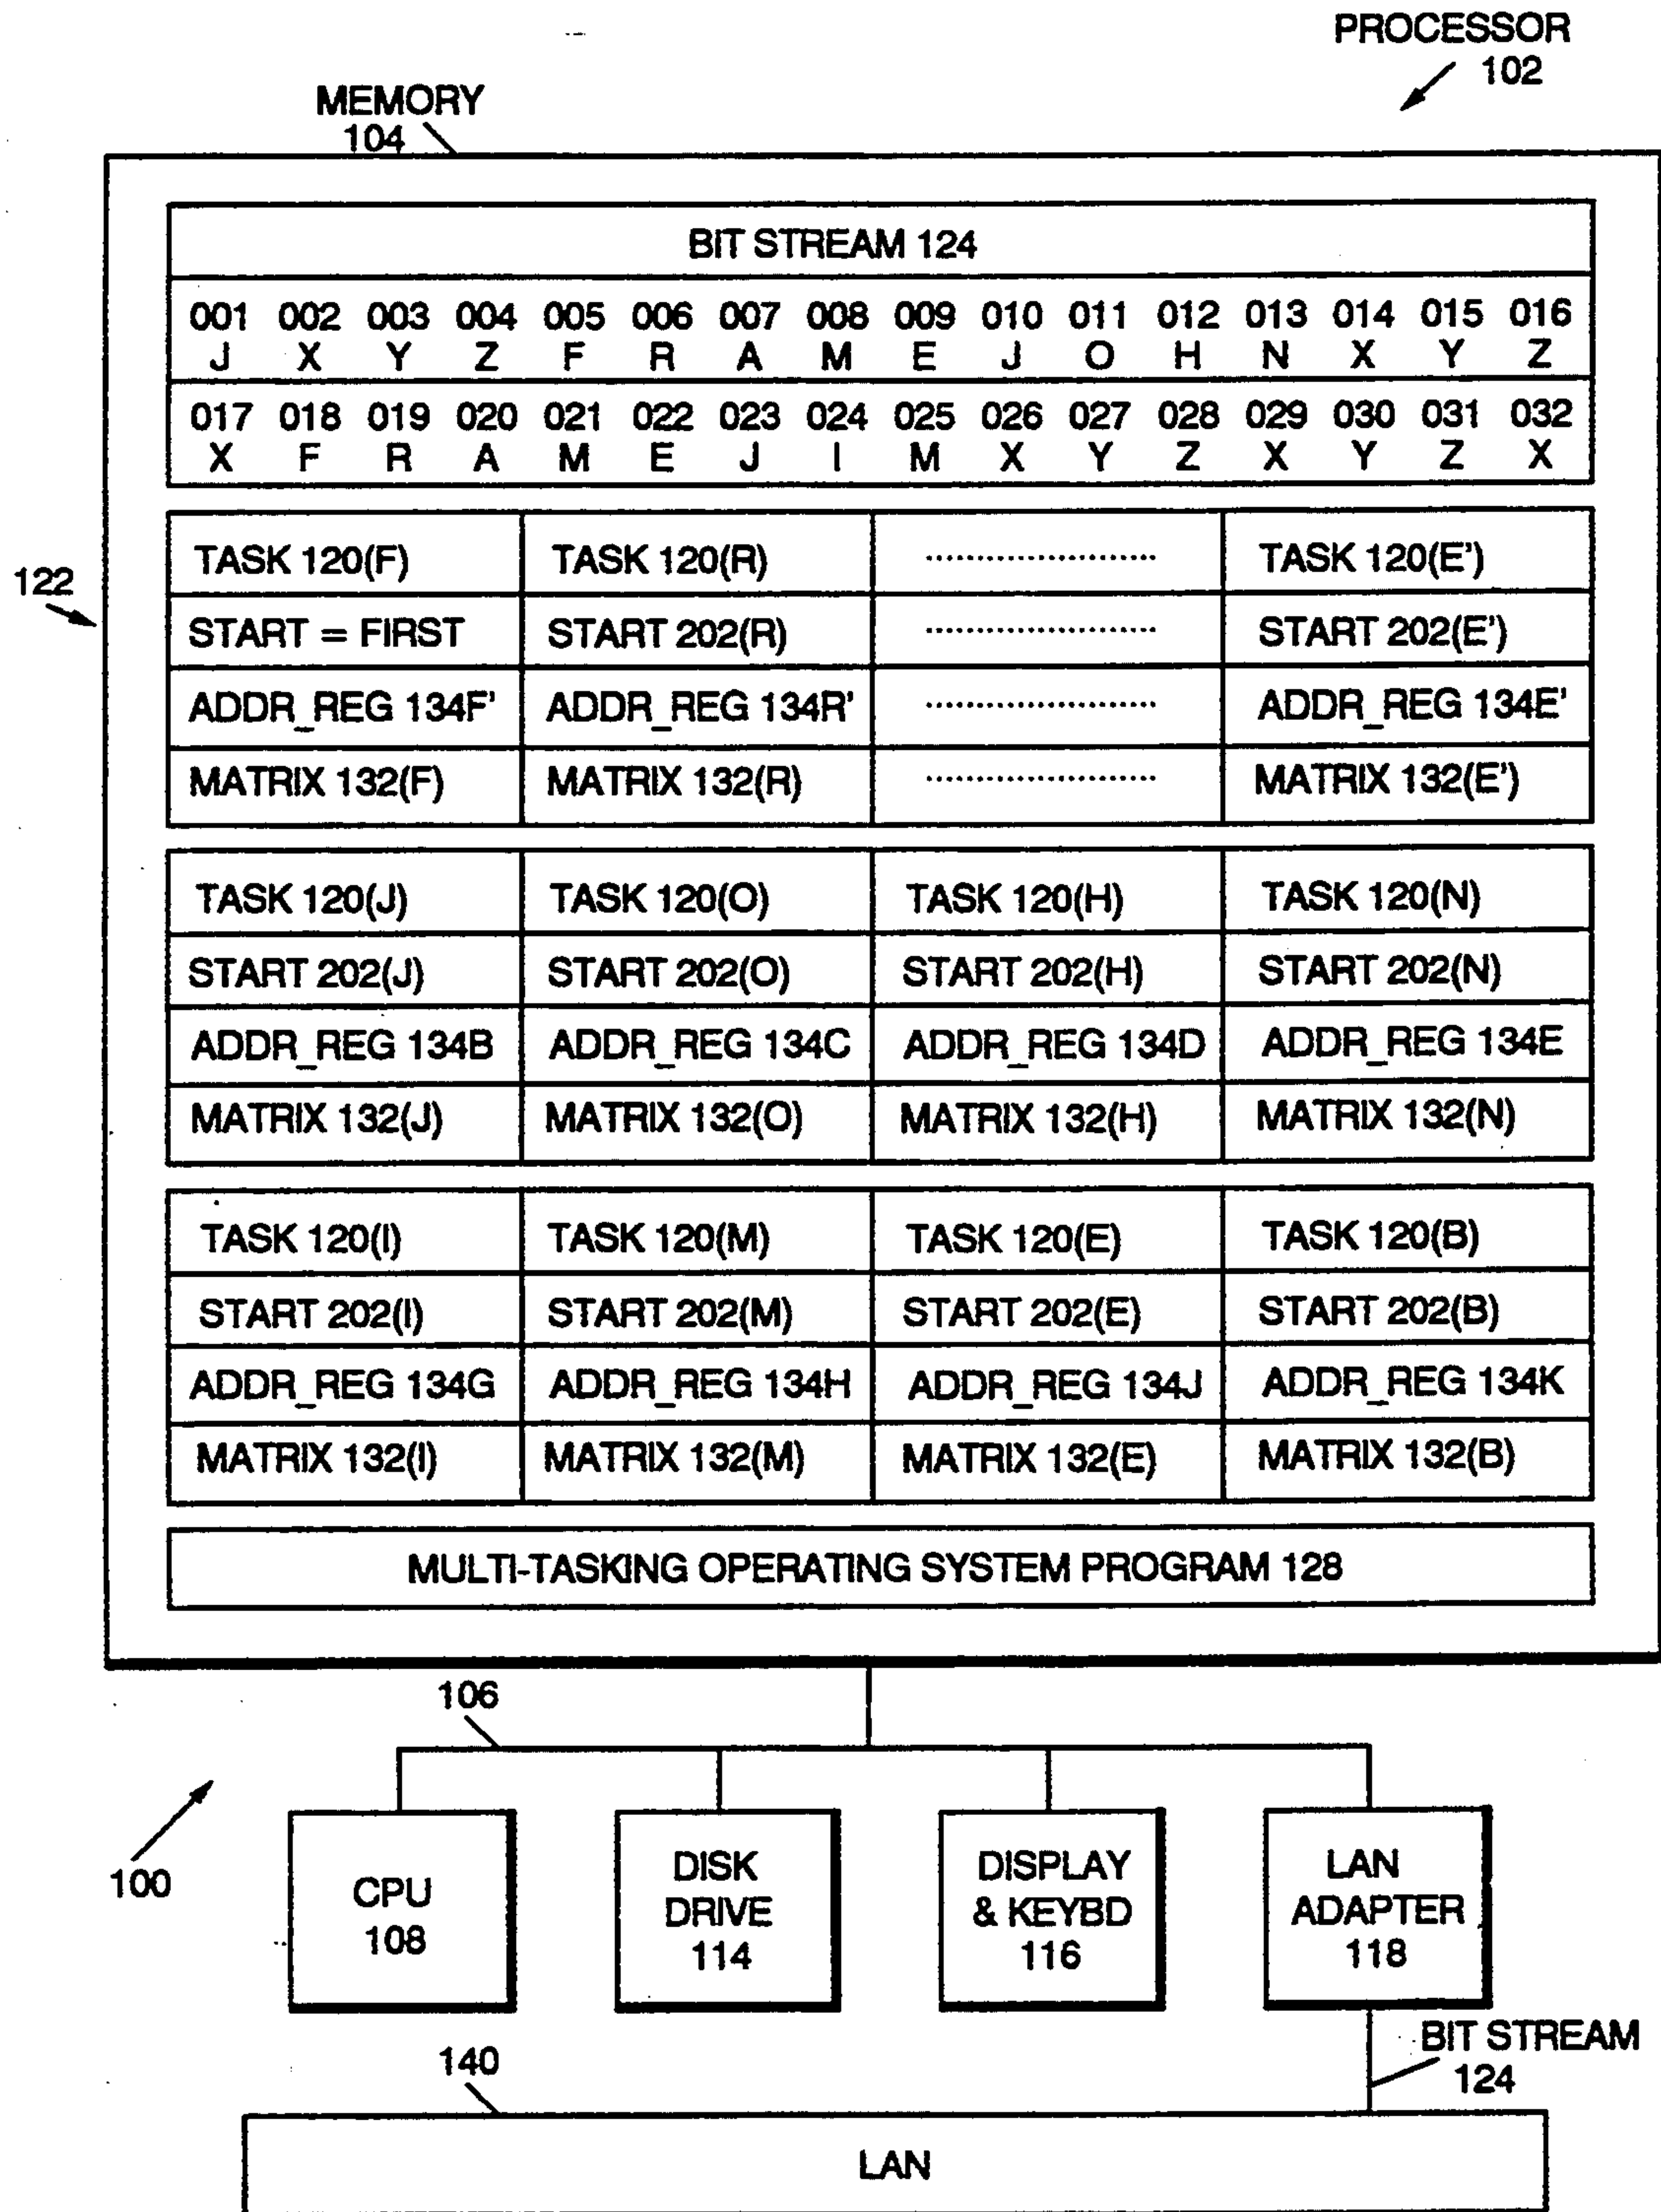 PROCESSOR
102
MEMORY
104
BIT STREAM 124
001 002 003 004 005 006 007 008 009 010 011 012 013 014 015 016
J X Y Z F R A M E J O H N X Y Z
017 018 019 020 021 022 023 024 025 026 027 028 029 030 031 032
X F R A M E J I M X Y Z X Y Z X
122
TASK 120(F) TASK 120(R) ...................... TASK 120(E')
START = FIRST START 202(R) ...................... START 202(E')
ADDR_REG 134F' ADDR_REG 134R' ...................... ADDR_REG 134E'
MATRIX 132(F) MATRIX 132(R) ...................... MATRIX 132(E')
TASK 120(J) TASK 120(O) TASK 120(H) TASK 120(N)
START 202(J) START 202(O) START 202(H) START 202(N)
ADDR_REG 134B ADDR_REG 134C ADDR_REG 134D ADDR_REG 134E
MATRIX 132(J) MATRIX 132(O) MATRIX 132(H) MATRIX 132(N)
TASK 120(I) TASK 120(M) TASK 120(E) TASK 120(B)
START 202(I) START 202(M) START 202(E) START 202(B)
ADDR_REG 134G ADDR_REG 134H ADDR_REG 134J ADDR_REG 134K
MATRIX 132(I) MATRIX 132(M) MATRIX 132(E) MATRIX 132(B)
MULTI-TASKING OPERATING SYSTEM PROGRAM 128
106
100
CPU
108
DISK
DRIVE
114
DISPLAY
& KEYBD
116
LAN
ADAPTER
118
BIT STREAM
124
140
LAN